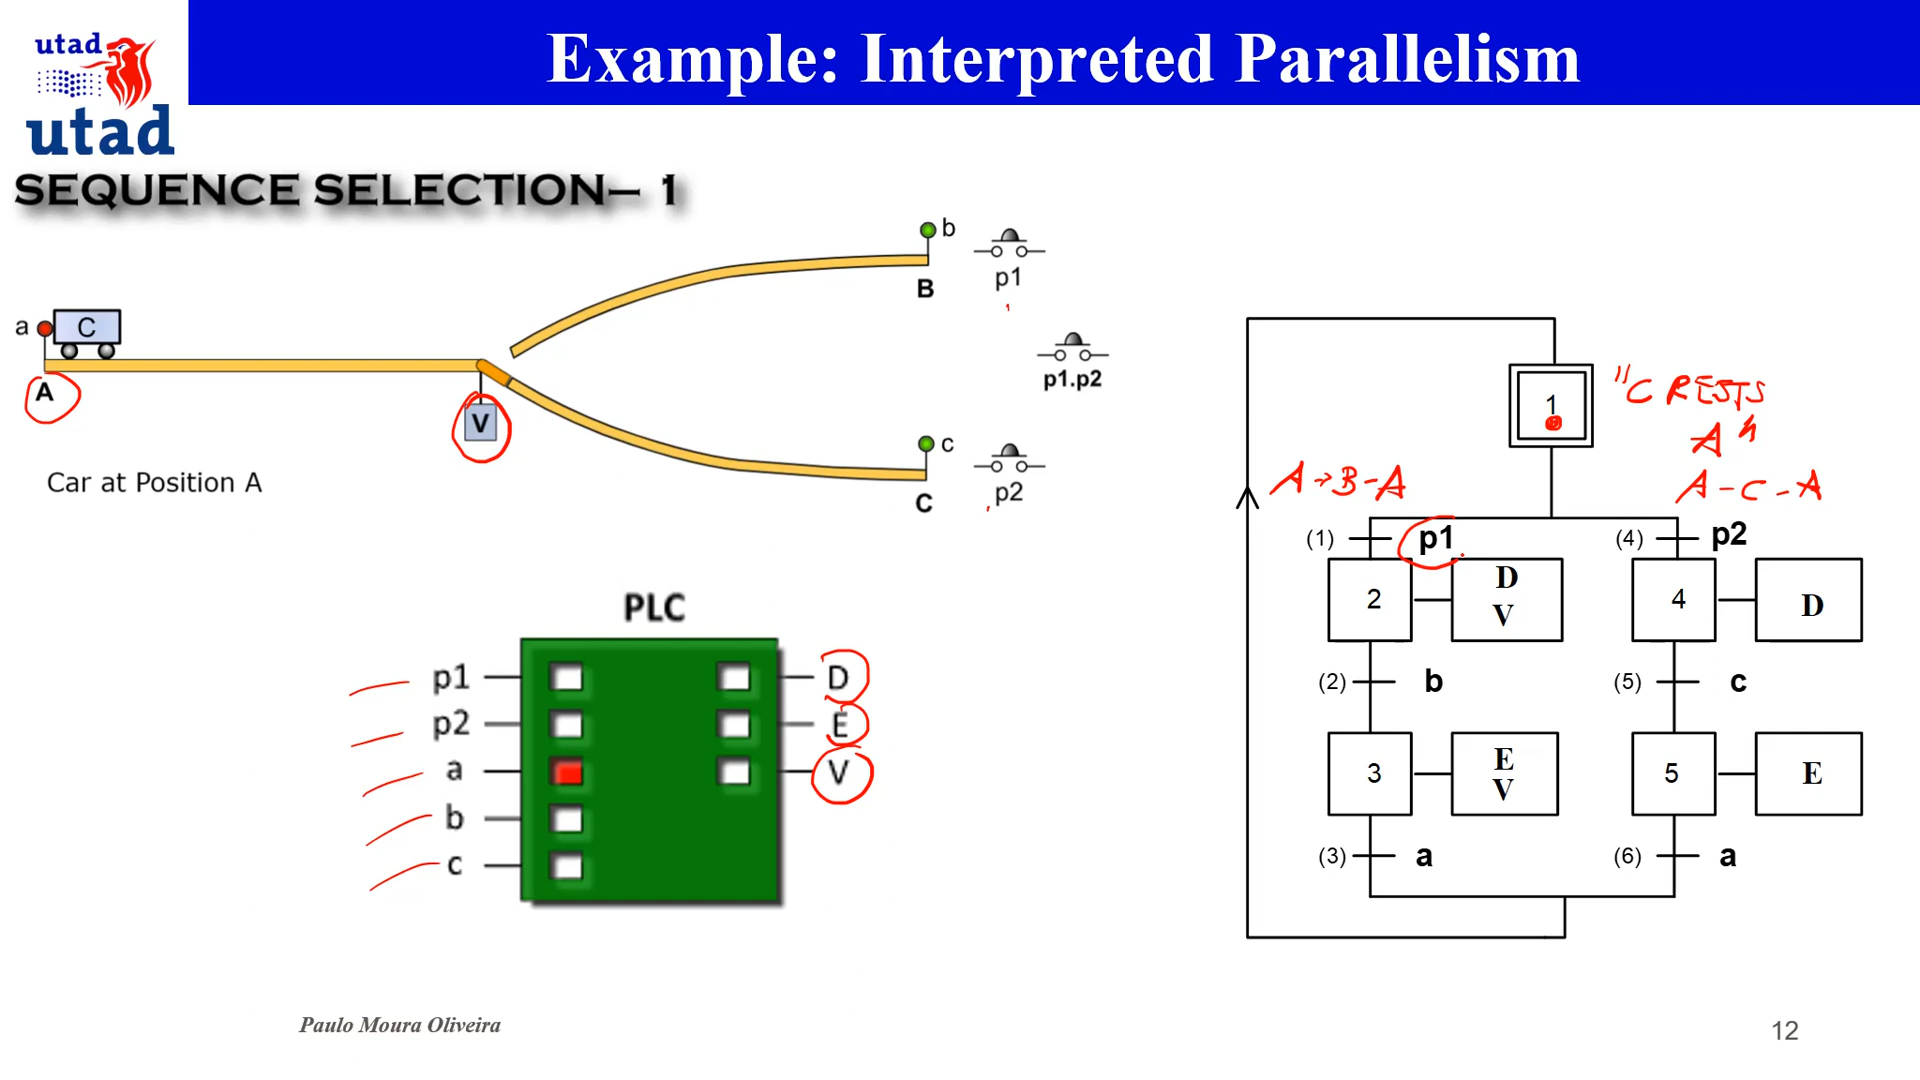 Example: Interpreted Parallelism
utad
utad
SEQUENCE SELECTION– 1
b
p1
B
a
C
A
V
p1.p2
c
p2
C
Car at Position A
PLC
p1
p2
a
b
c
D
E
V
1
"C RESTS
A"
A→B-A
A-C-A
(1)
p1
(4)
p2
2
D
V
4
D
(2)
b
(5)
c
3
E
V
5
E
(3)
a
(6)
a
Paulo Moura Oliveira
12